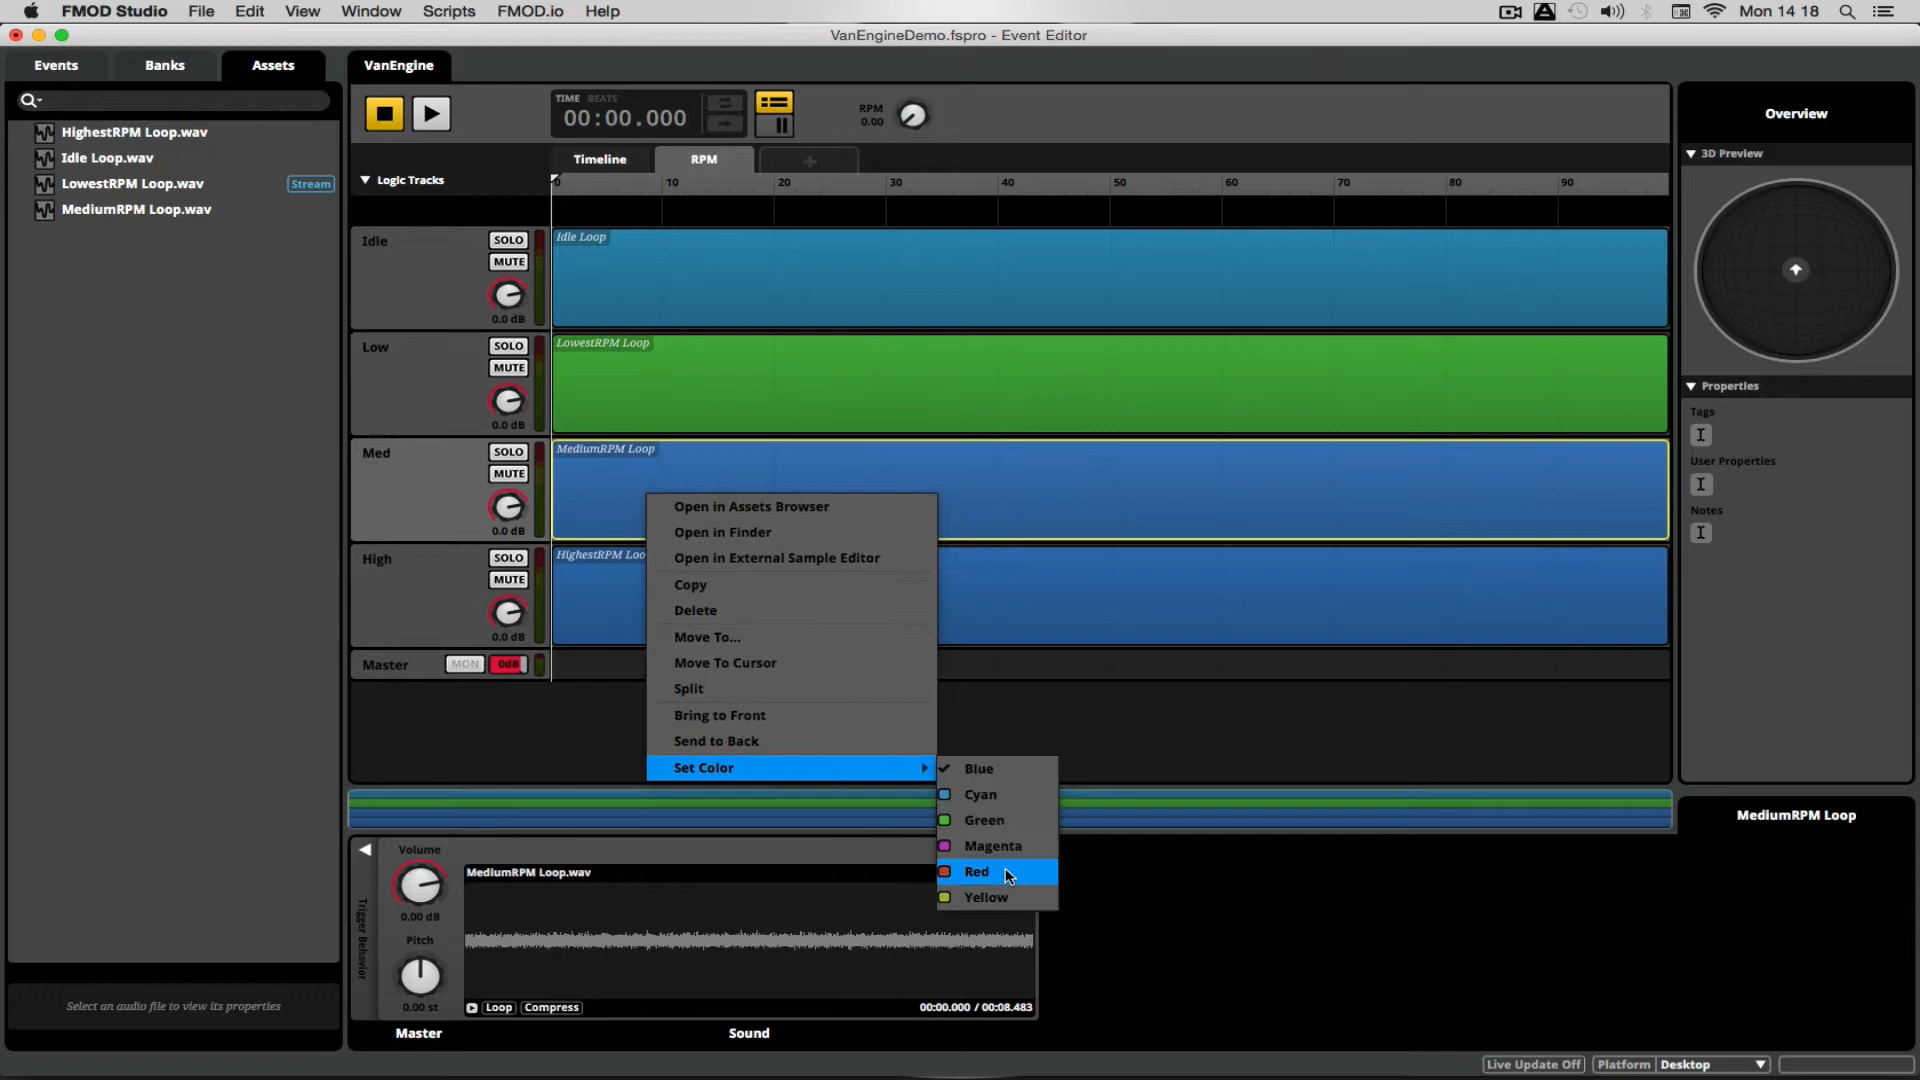 FMOD Studio File Edit View Window Scripts FMOD.io Help Mon 14 18
VanEngineDemo.fspro - Event Editor
Events Banks Assets
VanEngine
HighestRPM Loop.wav
Idle Loop.wav
LowestRPM Loop.wav Stream
MediumRPM Loop.wav
TIME BEATS
00:00.000
RPM
0.00
Timeline RPM +
Logic Tracks
0 10 20 30 40 50 60 70 80 90
Idle SOLO
MUTE
0.0 dB
Idle Loop
Low SOLO
MUTE
0.0 dB
LowestRPM Loop
Med SOLO
MUTE
0.0 dB
MediumRPM Loop
High SOLO
MUTE
0.0 dB
HighestRPM Loo
Master MON 0dB
Open in Assets Browser
Open in Finder
Open in External Sample Editor
Copy
Delete
Move To...
Move To Cursor
Split
Bring to Front
Send to Back
Set Color
Blue
Cyan
Green
Magenta
Red
Yellow
Overview
3D Preview
Properties
Tags
User Properties
Notes
MediumRPM Loop
Trigger Behavior
Volume
0.00 dB
Pitch
0.00 st
Master
MediumRPM Loop.wav
Loop Compress 00:00.000 / 00:08.483
Sound
Select an audio file to view its properties
Live Update Off Platform Desktop